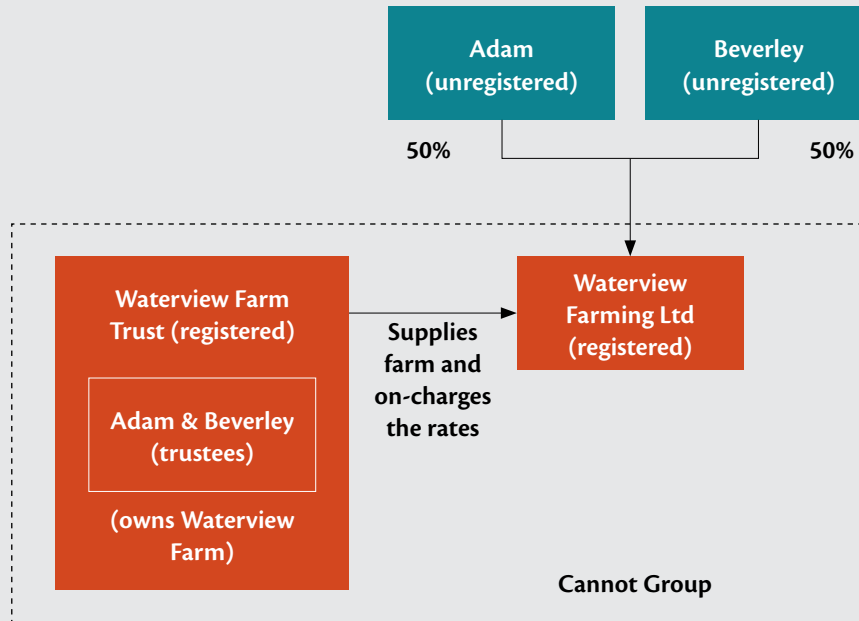 Adam
(unregistered)
Beverley
(unregistered)
50%
50%
Waterview Farm
Trust (registered)
Adam & Beverley
(trustees)
(owns Waterview
Farm)
Supplies
farm and
on-charges
the rates
Waterview
Farming Ltd
(registered)
Cannot Group